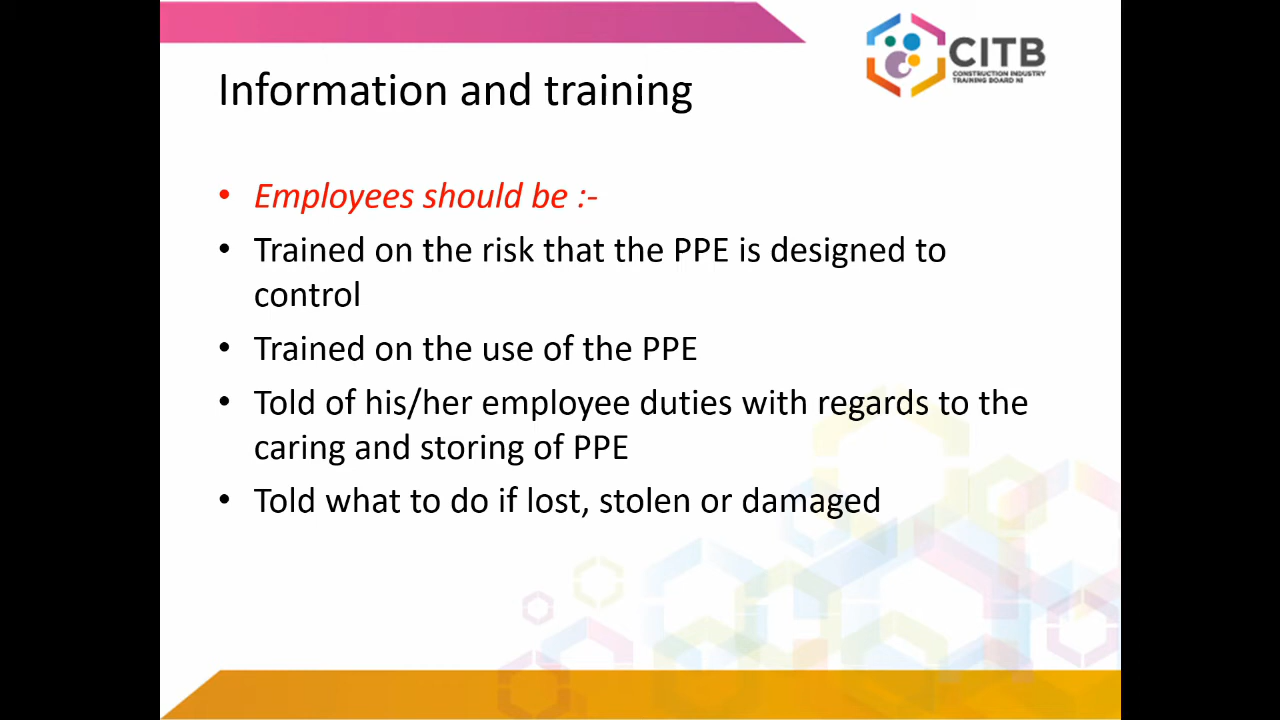 CITB
CONSTRUCTION INDUSTRY
TRAINING BOARD NI
Information and training
• Employees should be :-
• Trained on the risk that the PPE is designed to
control
• Trained on the use of the PPE
• Told of his/her employee duties with regards to the
caring and storing of PPE
• Told what to do if lost, stolen or damaged